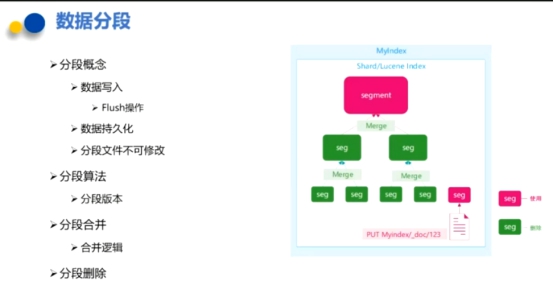 数据分段
分段概念
数据写入
Flush操作
数据持久化
分段文件不可修改
分段算法
分段版本
分段合并
合并逻辑
分段删除
MyIndex
Shard/Lucene Index
segment
Merge
seg seg
Merge Merge
seg seg seg seg seg
PUT Myindex/_doc/123
seg 使用
seg 删除